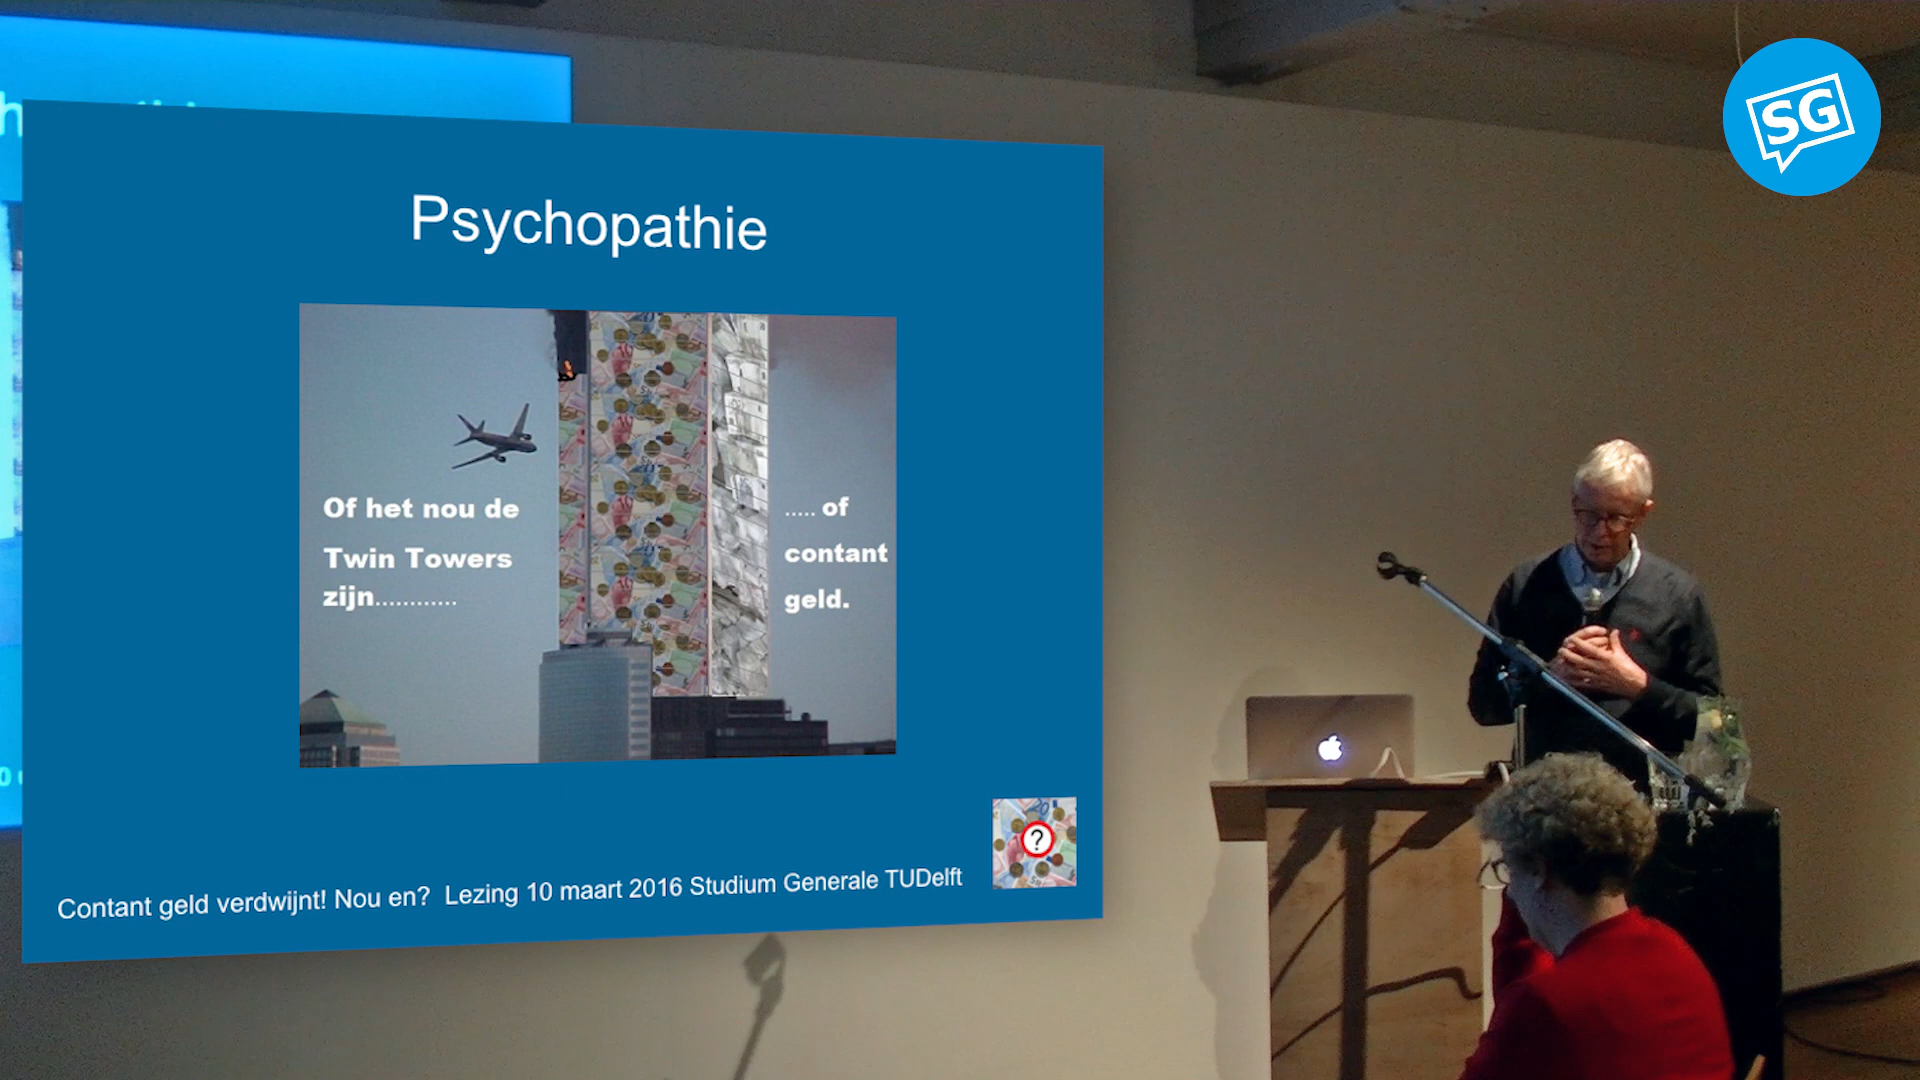 SG
Psychopathie
Of het nou de
Twin Towers
zijn............
..... of
contant
geld.
?
Contant geld verdwijnt! Nou en? Lezing 10 maart 2016 Studium Generale TUDelft